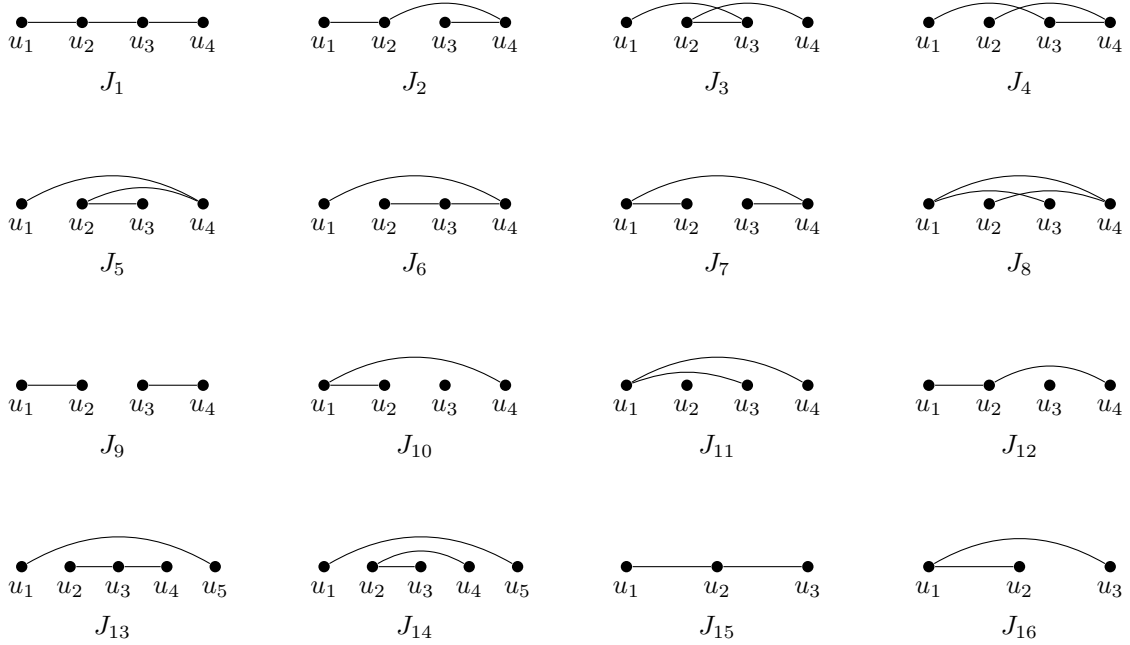 u₁ u₂ u₃ u₄ u₁ u₂ u₃ u₄ u₁ u₂ u₃ u₄ u₁ u₂ u₃ u₄
J₁ J₂ J₃ J₄
u₁ u₂ u₃ u₄ u₁ u₂ u₃ u₄ u₁ u₂ u₃ u₄ u₁ u₂ u₃ u₄
J₅ J₆ J₇ J₈
u₁ u₂ u₃ u₄ u₁ u₂ u₃ u₄ u₁ u₂ u₃ u₄ u₁ u₂ u₃ u₄
J₉ J₁₀ J₁₁ J₁₂
u₁ u₂ u₃ u₄ u₅ u₁ u₂ u₃ u₄ u₅ u₁ u₂ u₃ u₁ u₂ u₃
J₁₃ J₁₄ J₁₅ J₁₆